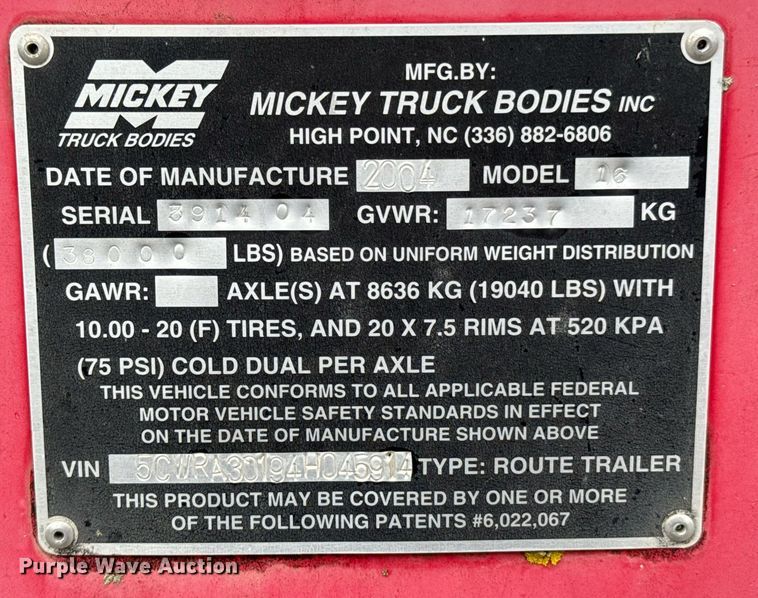 MICKEY
TRUCK BODIES
MFG.BY:
MICKEY TRUCK BODIES INC
HIGH POINT, NC (336) 882-6806
DATE OF MANUFACTURE 2004 MODEL 16
SERIAL 391404 GVWR: 17237 KG
(38000 LBS) BASED ON UNIFORM WEIGHT DISTRIBUTION
GAWR: AXLE(S) AT 8636 KG (19040 LBS) WITH
10.00 - 20 (F) TIRES, AND 20 X 7.5 RIMS AT 520 KPA
(75 PSI) COLD DUAL PER AXLE
THIS VEHICLE CONFORMS TO ALL APPLICABLE FEDERAL
MOTOR VEHICLE SAFETY STANDARDS IN EFFECT
ON THE DATE OF MANUFACTURE SHOWN ABOVE
VIN 5CWRA30194H045914 TYPE: ROUTE TRAILER
THIS PRODUCT MAY BE COVERED BY ONE OR MORE
OF THE FOLLOWING PATENTS #6,022,067
Purple Wave Auction